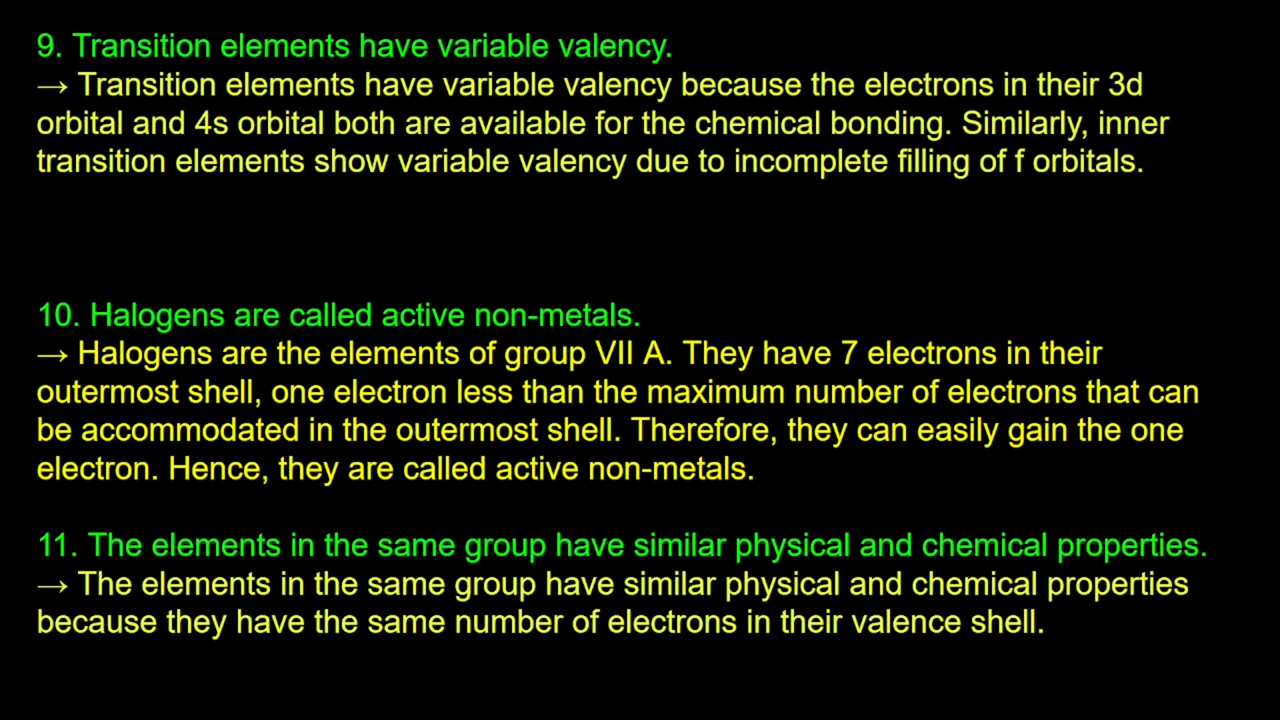 9. Transition elements have variable valency.
→ Transition elements have variable valency because the electrons in their 3d
orbital and 4s orbital both are available for the chemical bonding. Similarly, inner
transition elements show variable valency due to incomplete filling of f orbitals.
10. Halogens are called active non-metals.
→ Halogens are the elements of group VII A. They have 7 electrons in their
outermost shell, one electron less than the maximum number of electrons that can
be accommodated in the outermost shell. Therefore, they can easily gain the one
electron. Hence, they are called active non-metals.
11. The elements in the same group have similar physical and chemical properties.
→ The elements in the same group have similar physical and chemical properties
because they have the same number of electrons in their valence shell.